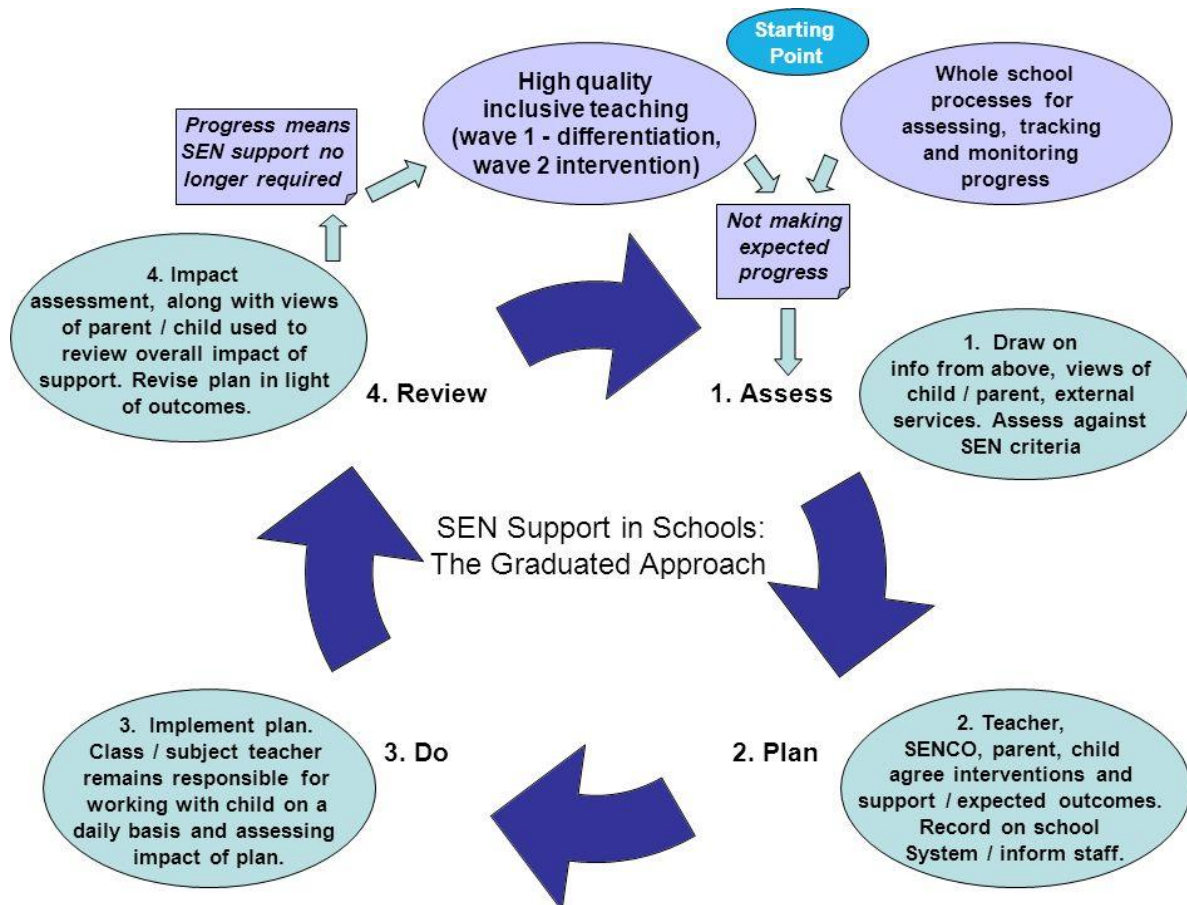 Starting
Point
High quality
inclusive teaching
(wave 1 - differentiation,
wave 2 intervention)
Whole school
processes for
assessing, tracking
and monitoring
progress
Progress means
SEN support no
longer required
Not making
expected
progress
4. Impact
assessment, along with views
of parent / child used to
review overall impact of
support. Revise plan in light
of outcomes.
4. Review
1. Assess
1. Draw on
info from above, views of
child / parent, external
services. Assess against
SEN criteria
SEN Support in Schools:
The Graduated Approach
3. Implement plan.
Class / subject teacher
remains responsible for
working with child on a
daily basis and assessing
impact of plan.
3. Do
2. Plan
2. Teacher,
SENCO, parent, child
agree interventions and
support / expected outcomes.
Record on school
System / inform staff.